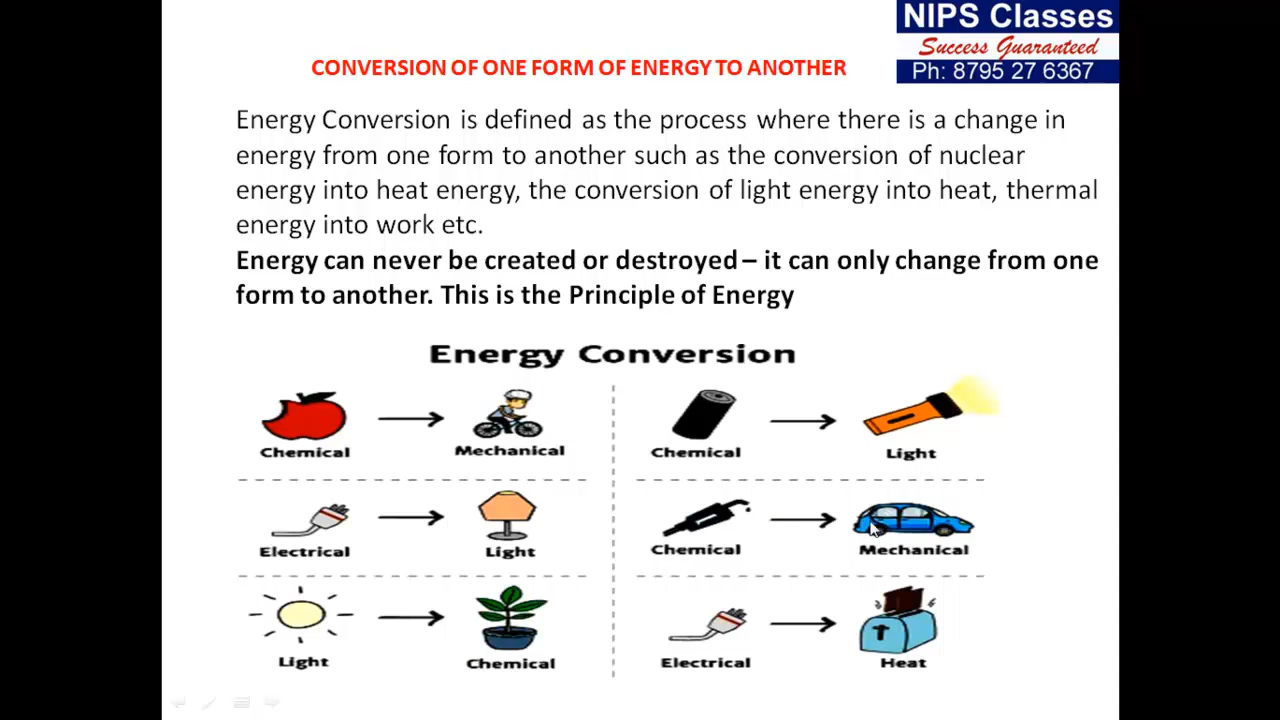 NIPS Classes
Success Guaranteed
Ph: 8795 27 6367
CONVERSION OF ONE FORM OF ENERGY TO ANOTHER
Energy Conversion is defined as the process where there is a change in
energy from one form to another such as the conversion of nuclear
energy into heat energy, the conversion of light energy into heat, thermal
energy into work etc.
Energy can never be created or destroyed – it can only change from one
form to another. This is the Principle of Energy
Energy Conversion
Chemical
Mechanical
Chemical
Light
Electrical
Light
Chemical
Mechanical
Light
Chemical
Electrical
Heat